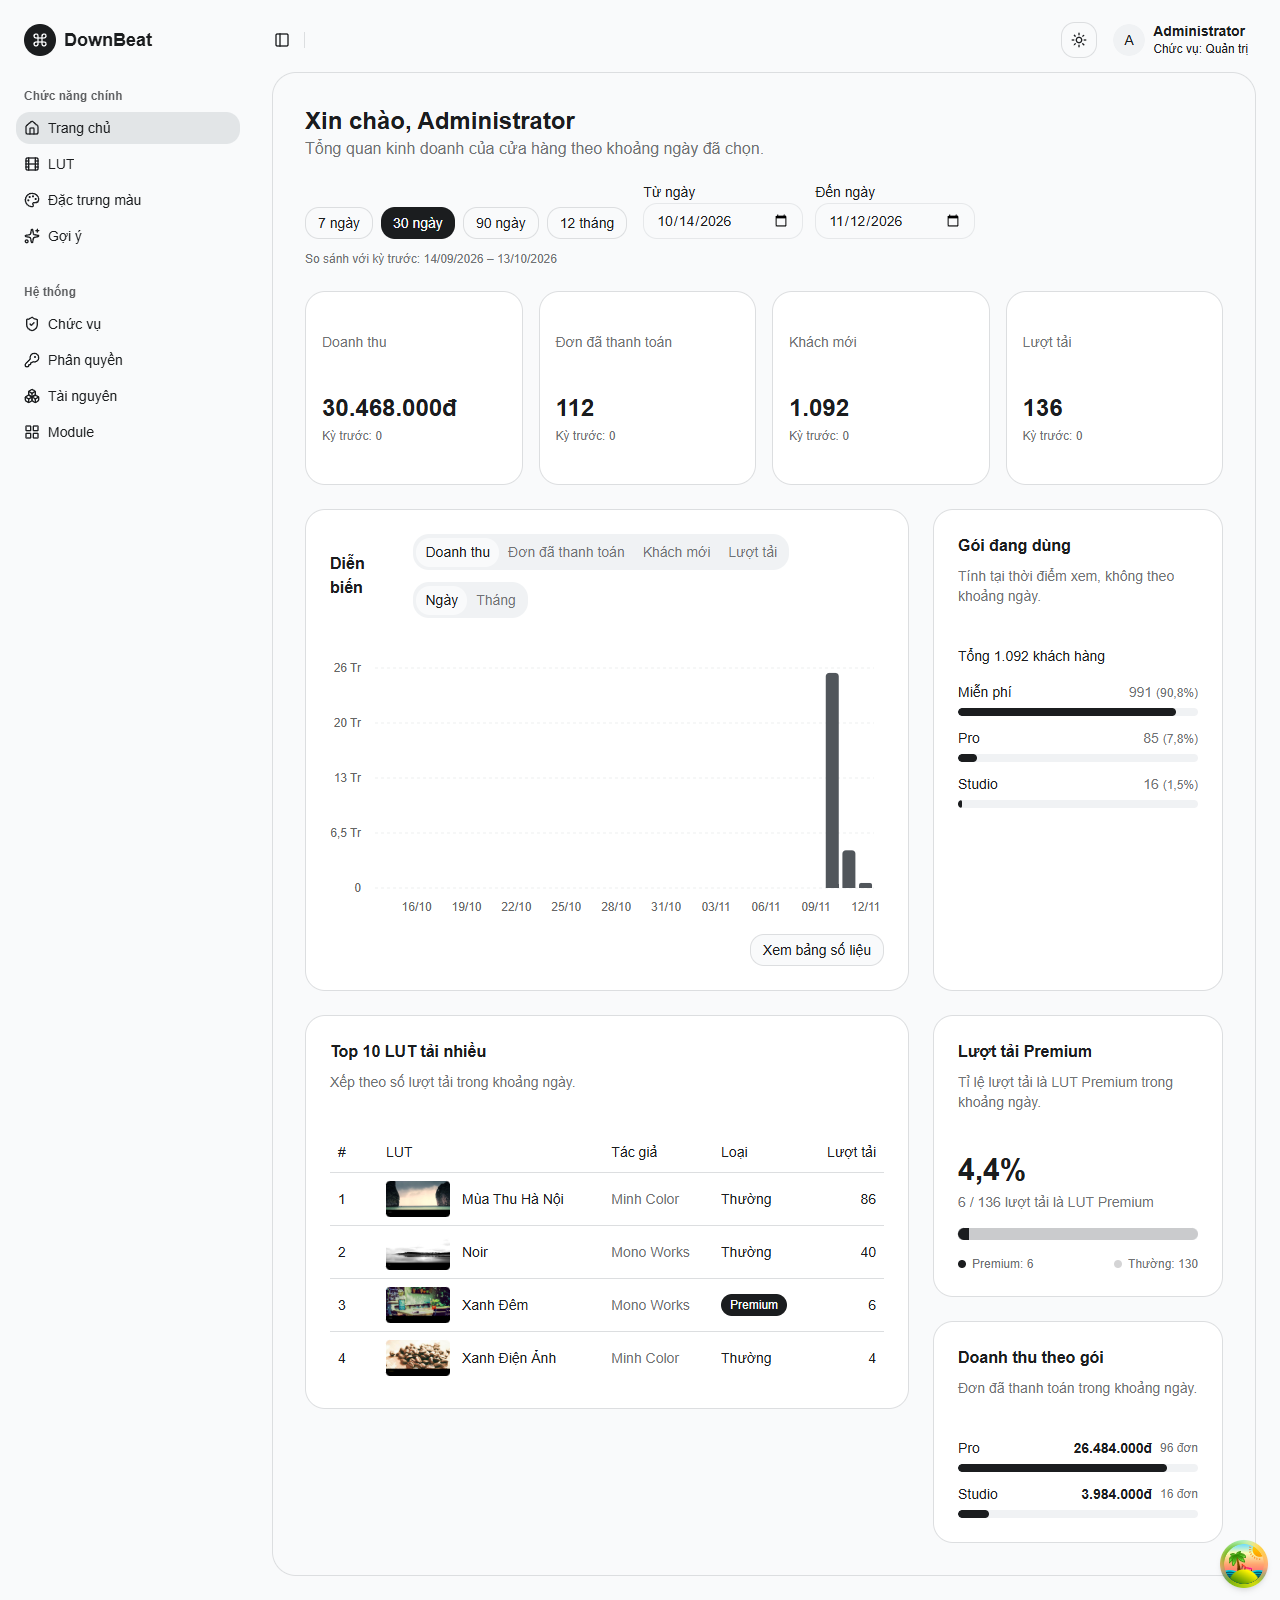 DownBeat
Administrator
A
Chức vụ: Quản trị
Chức năng chính
Trang chủ
LUT
Đặc trưng màu
Gợi ý
Hệ thống
Chức vụ
Phân quyền
Tài nguyên
Module
Xin chào, Administrator
Tổng quan kinh doanh của cửa hàng theo khoảng ngày đã chọn.
Từ ngày
Đến ngày
7 ngày
30 ngày
90 ngày
12 tháng
10/14/2026
11/12/2026
So sánh với kỳ trước: 14/09/2026 – 13/10/2026
Doanh thu
30.468.000đ
Kỳ trước: 0
Đơn đã thanh toán
112
Kỳ trước: 0
Khách mới
1.092
Kỳ trước: 0
Lượt tải
136
Kỳ trước: 0
Diễn
biến
Doanh thu
Đơn đã thanh toán
Khách mới
Lượt tải
Ngày
Tháng
26 Tr
20 Tr
13 Tr
6,5 Tr
0
16/10
19/10
22/10
25/10
28/10
31/10
03/11
06/11
09/11
12/11
Xem bảng số liệu
Gói đang dùng
Tính tại thời điểm xem, không theo
khoảng ngày.
Tổng 1.092 khách hàng
Miễn phí 991 (90,8%)
Pro 85 (7,8%)
Studio 16 (1,5%)
Top 10 LUT tải nhiều
Xếp theo số lượt tải trong khoảng ngày.
# LUT Tác giả Loại Lượt tải
1 Mùa Thu Hà Nội Minh Color Thường 86
2 Noir Mono Works Thường 40
3 Xanh Đêm Mono Works Premium 6
4 Xanh Điện Ảnh Minh Color Thường 4
Lượt tải Premium
Tỉ lệ lượt tải là LUT Premium trong
khoảng ngày.
4,4%
6 / 136 lượt tải là LUT Premium
Premium: 6
Thường: 130
Doanh thu theo gói
Đơn đã thanh toán trong khoảng ngày.
Pro 26.484.000đ 96 đơn
Studio 3.984.000đ 16 đơn